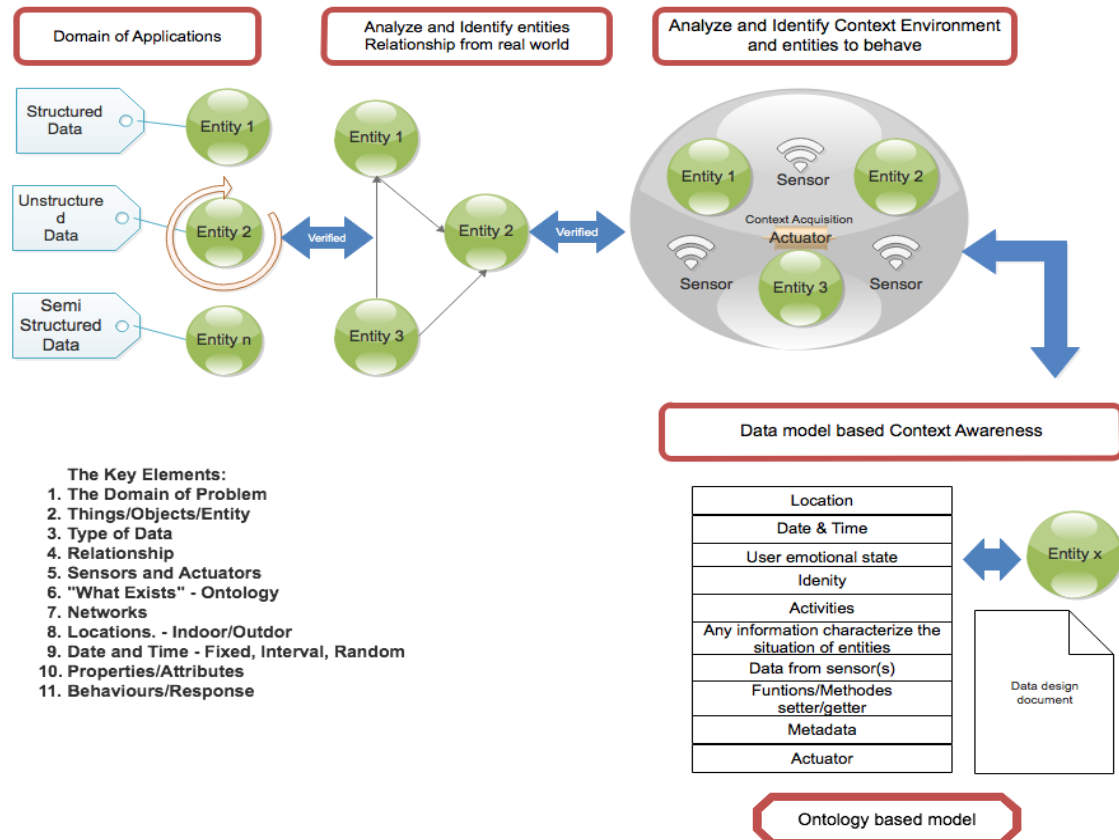 Domain of Applications
Analyze and Identify entities
Relationship from real world
Analyze and Identify Context Environment
and entities to behave
Structured
Data
Entity 1
Unstructure
d
Data
Entity 2
Semi
Structured
Data
Entity n
Verified
Entity 1
Entity 2
Entity 3
Verified
Entity 1
Sensor
Entity 2
Context Acquisition
Actuator
Sensor
Entity 3
Sensor
Data model based Context Awareness
The Key Elements:
1. The Domain of Problem
2. Things/Objects/Entity
3. Type of Data
4. Relationship
5. Sensors and Actuators
6. "What Exists" - Ontology
7. Networks
8. Locations. - Indoor/Outdor
9. Date and Time - Fixed, Interval, Random
10. Properties/Attributes
11. Behaviours/Response
Location
Date & Time
User emotional state
Idenity
Activities
Any information characterize the
situation of entities
Data from sensor(s)
Funtions/Methodes
setter/getter
Metadata
Actuator
Entity x
Data design
document
Ontology based model